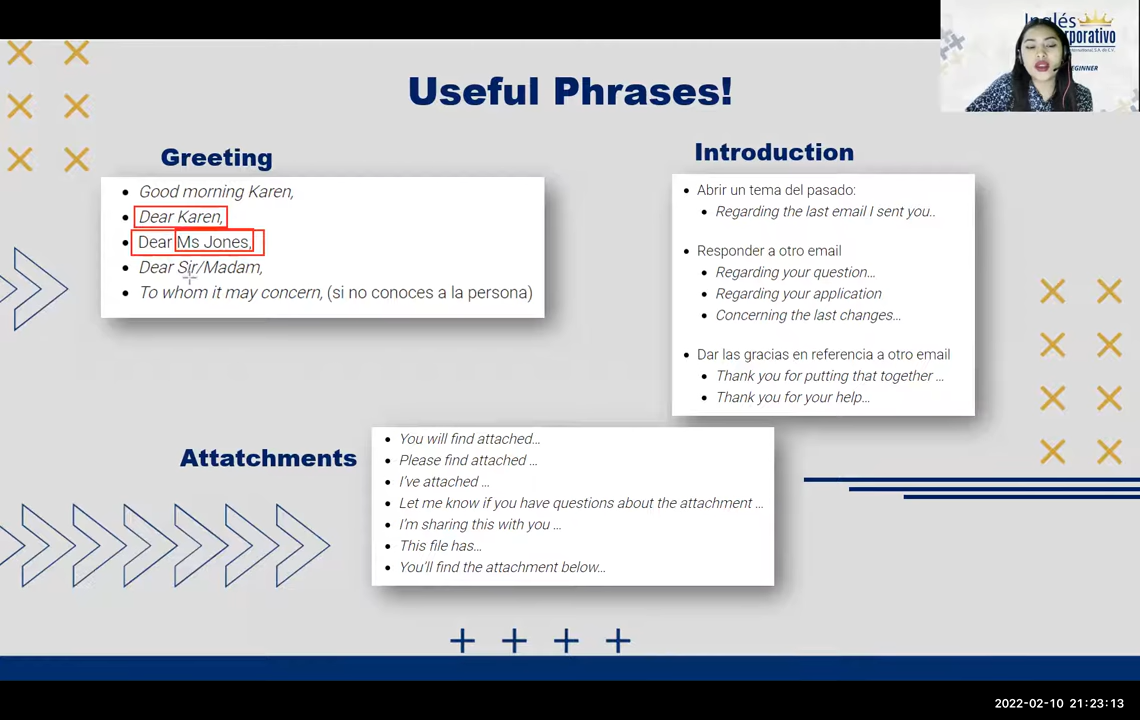 Inglés
Corporativo
BEGINNER
Useful Phrases!
Greeting
Good morning Karen,
Dear Karen,
Dear Ms Jones,
Dear Sir/Madam,
To whom it may concern, (si no conoces a la persona)
Introduction
Abrir un tema del pasado:
Regarding the last email I sent you..
Responder a otro email
Regarding your question...
Regarding your application
Concerning the last changes...
Dar las gracias en referencia a otro email
Thank you for putting that together ...
Thank you for your help...
Attatchments
You will find attached...
Please find attached ...
I've attached ...
Let me know if you have questions about the attachment ...
I'm sharing this with you ...
This file has...
You'll find the attachment below...
2022-02-10 21:23:13